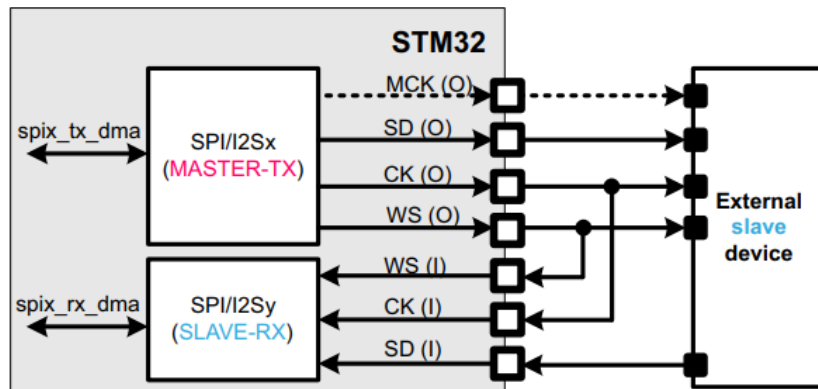 STM32
MCK (O)
spix_tx_dma
SPI/I2Sx
(MASTER-TX)
SD (O)
CK (O)
WS (O)
External
slave
device
WS (I)
spix_rx_dma
SPI/I2Sy
(SLAVE-RX)
CK (I)
SD (I)